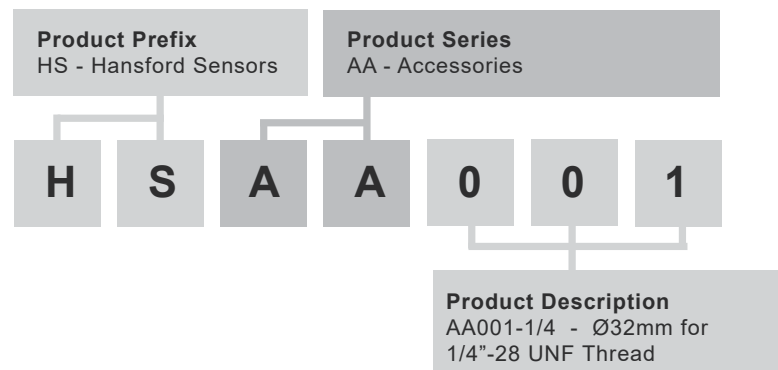 Product Prefix
HS - Hansford Sensors
Product Series
AA - Accessories
H S A A 0 0 1
Product Description
AA001-1/4 - Ø32mm for
1/4”-28 UNF Thread